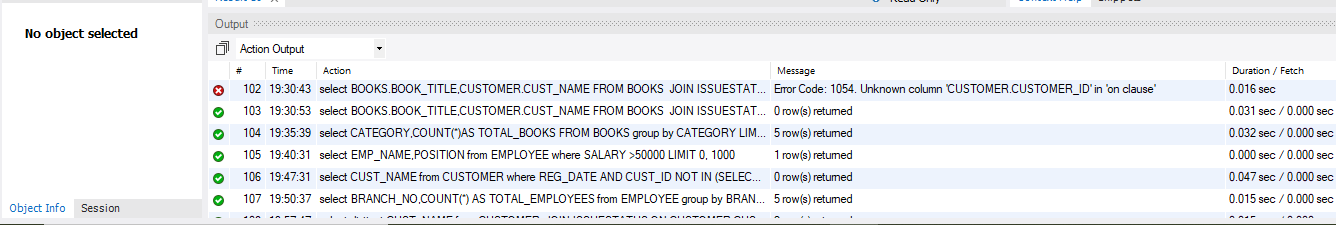 Read Only
No object selected
Output
Action Output
# Time Action Message Duration / Fetch
102 19:30:43 select BOOKS.BOOK_TITLE,CUSTOMER.CUST_NAME FROM BOOKS JOIN ISSUESTAT... Error Code: 1054. Unknown column 'CUSTOMER.CUSTOMER_ID' in 'on clause' 0.016 sec
103 19:30:53 select BOOKS.BOOK_TITLE,CUSTOMER.CUST_NAME FROM BOOKS JOIN ISSUESTAT... 0 row(s) returned 0.031 sec / 0.000 sec
104 19:35:39 select CATEGORY,COUNT(*)AS TOTAL_BOOKS FROM BOOKS group by CATEGORY LIM... 5 row(s) returned 0.032 sec / 0.000 sec
105 19:40:31 select EMP_NAME,POSITION from EMPLOYEE where SALARY >50000 LIMIT 0, 1000 1 row(s) returned 0.000 sec / 0.000 sec
106 19:47:31 select CUST_NAME from CUSTOMER where REG_DATE AND CUST_ID NOT IN (SELEC... 0 row(s) returned 0.047 sec / 0.000 sec
107 19:50:37 select BRANCH_NO,COUNT(*) AS TOTAL_EMPLOYEES from EMPLOYEE group by BRAN... 5 row(s) returned 0.015 sec / 0.000 sec
Object Info Session